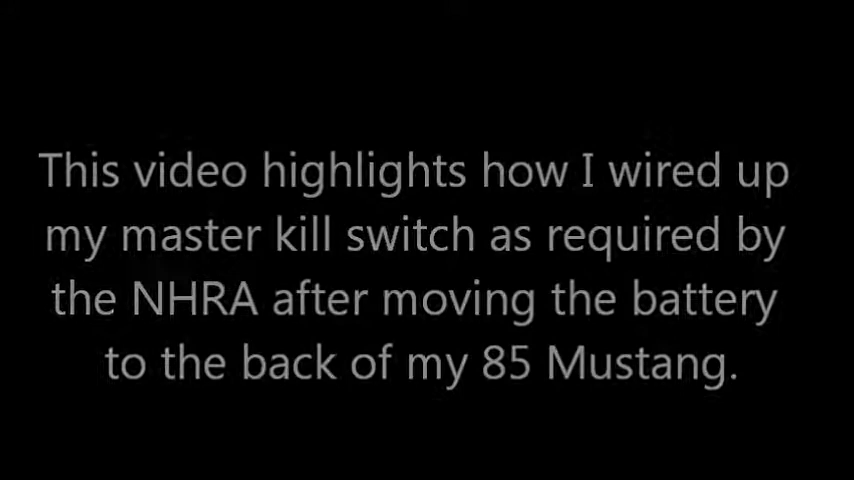 This video highlights how I wired up
my master kill switch as required by
the NHRA after moving the battery
to the back of my 85 Mustang.